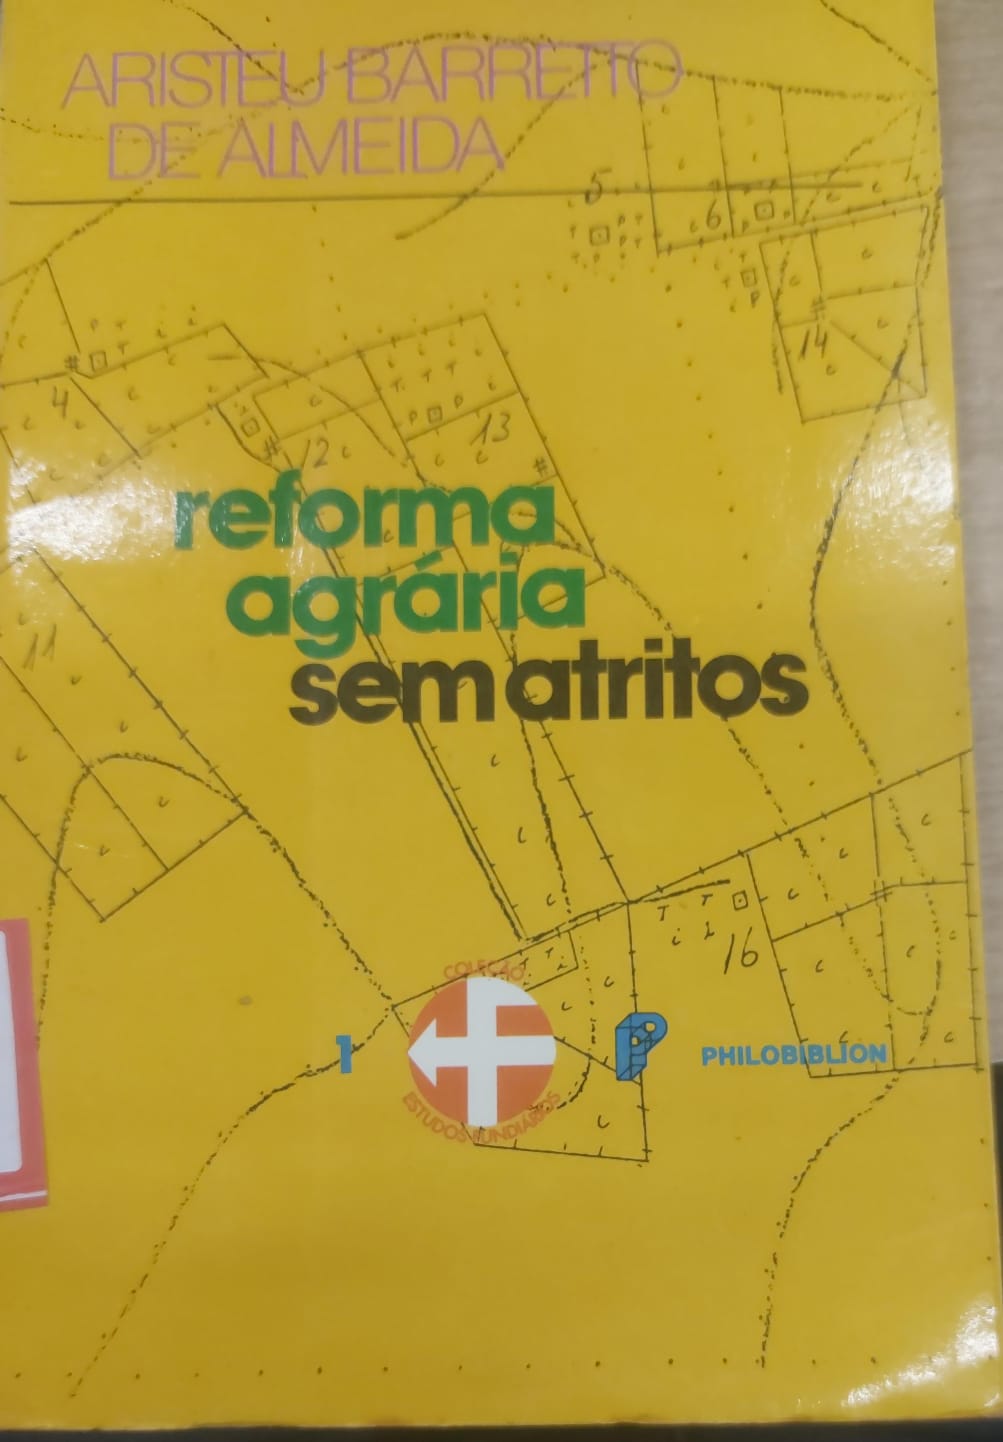 ARISTEU BARRETTO
DE ALMEIDA
5
6
14
4
12
13
reforma
agrária
sem atritos
11
16
1
COLEÇÃO
ESTUDOS FUNDIÁRIOS
PHILOBIBLION